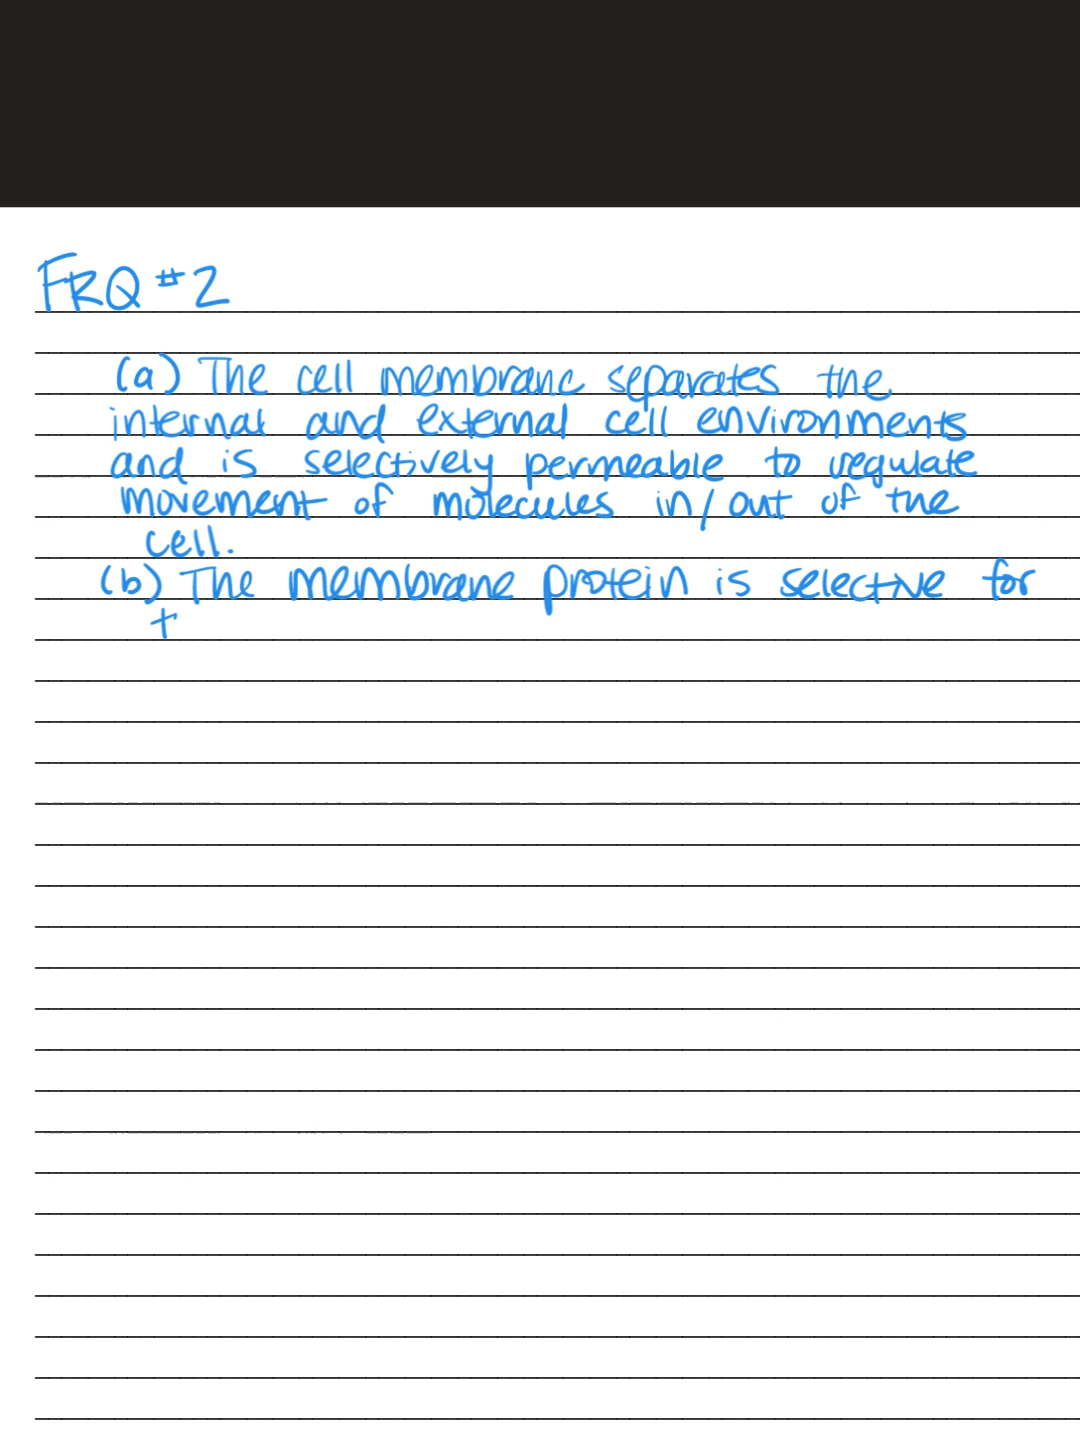 FRQ #2
(a) The cell membrane separates the
internal and external cell environments
and is selectively permeable to regulate
movement of molecules in/out of the
cell.
(b) The membrane protein is selective for
t